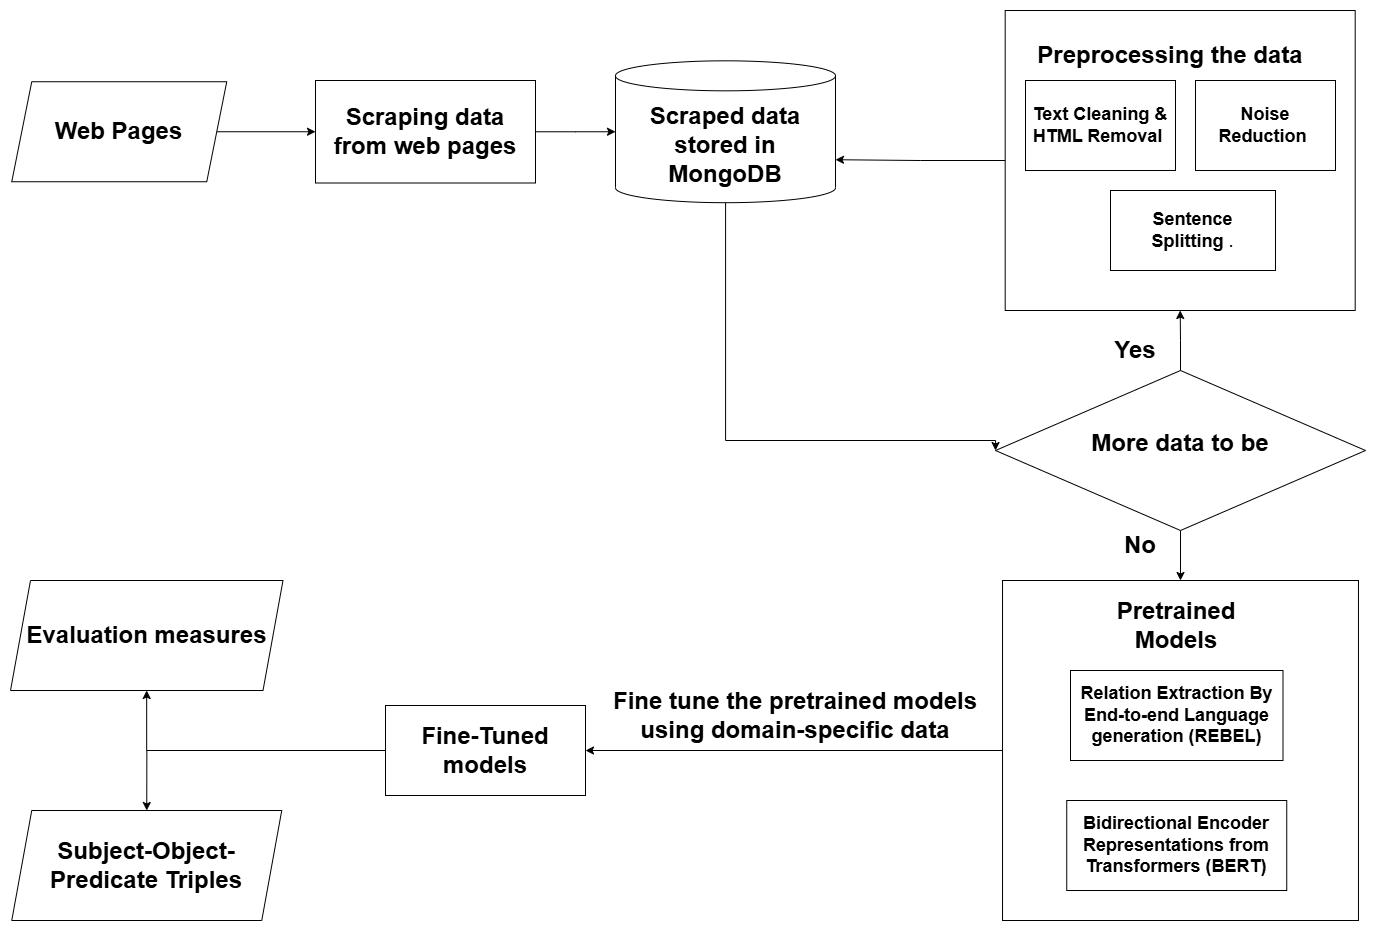 Web Pages
Scraping data
from web pages
Scraped data
stored in
MongoDB
Preprocessing the data
Text Cleaning &
HTML Removal
Noise
Reduction
Sentence
Splitting .
Yes
More data to be
No
Pretrained
Models
Relation Extraction By
End-to-end Language
generation (REBEL)
Bidirectional Encoder
Representations from
Transformers (BERT)
Fine tune the pretrained models
using domain-specific data
Fine-Tuned
models
Evaluation measures
Subject-Object-
Predicate Triples